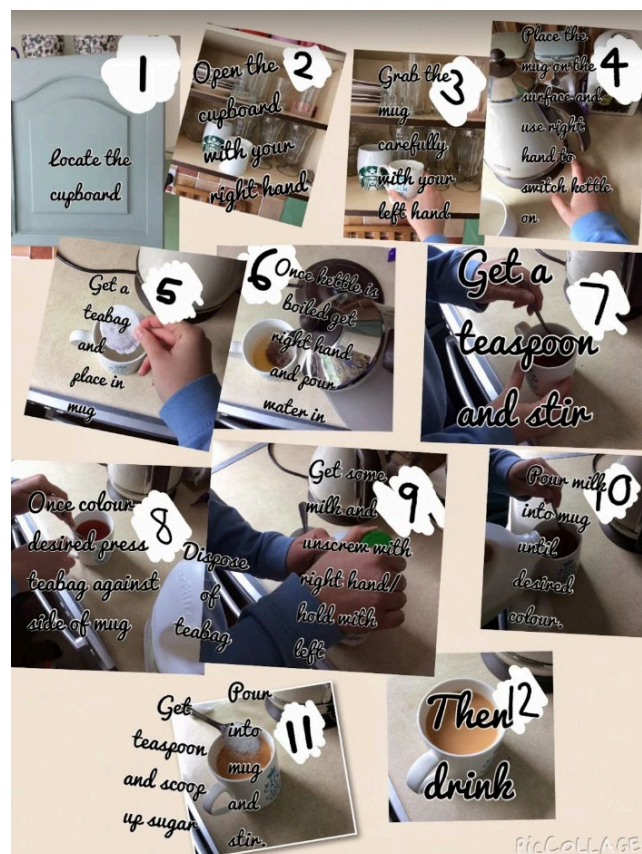 1
Locate the
cupboard
2
Open the
cupboard
with your
right hand
3
Grab the
mug
carefully
with your
left hand
4
Place the
mug on the
surface and
use right
hand to
switch kettle
on
5
Get a
teabag
and
place in
mug
6
Once kettle is
boiled get
right hand
and pour
water in
7
Get a
teaspoon
and stir
8
Once colour
desired press
teabag against
side of mug
Dispose
of
teabag
9
Get some
milk and
unscrew with
right hand/
hold with
left
10
Pour milk
into mug
until
desired
colour.
11
Get
teaspoon
and scoop
up sugar
Pour
into
mug
and
stir.
12
Then
drink
PicCOLLAGE